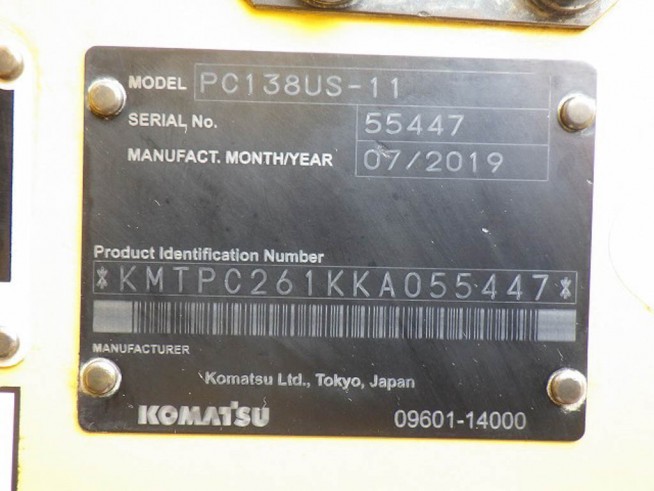 MODEL PC138US-11
SERIAL No. 55447
MANUFACT. MONTH/YEAR 07/2019
Product Identification Number
*KMTPC261KKA055447*
MANUFACTURER
Komatsu Ltd., Tokyo, Japan
KOMATSU 09601-14000